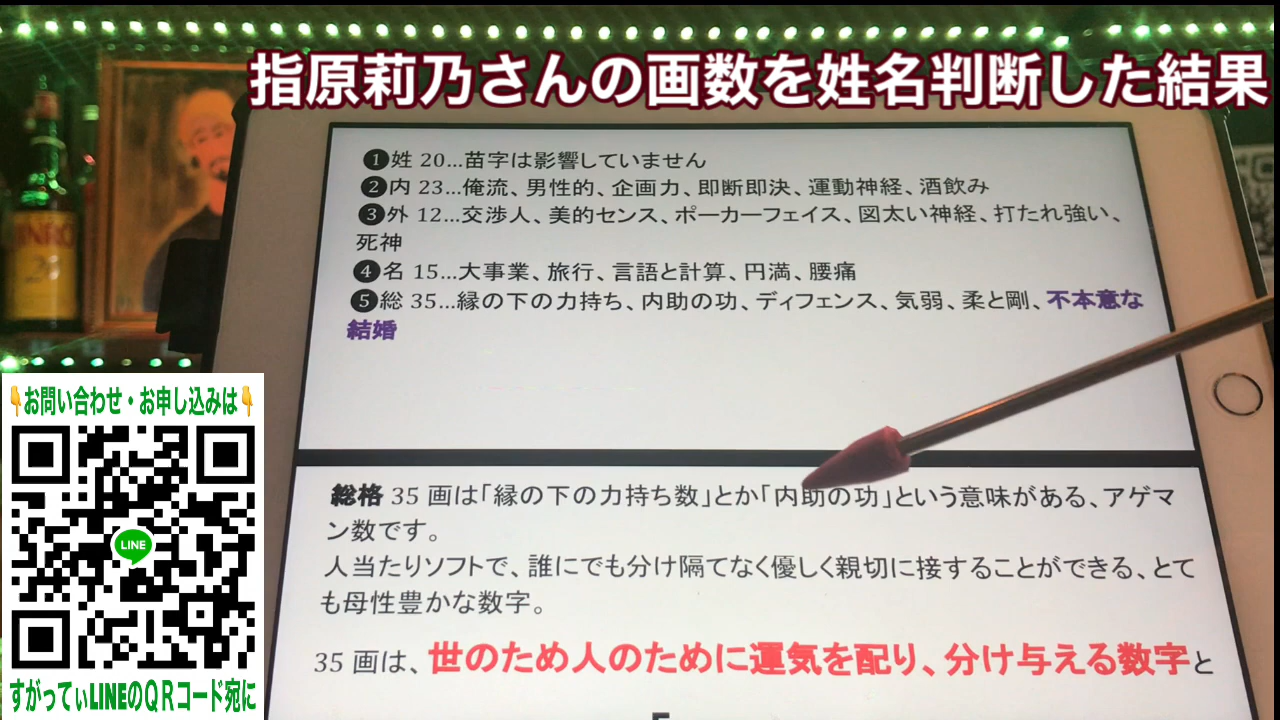 指原莉乃さんの画数を姓名判断した結果
❶姓 20…苗字は影響していません
❷内 23…俺流、男性的、企画力、即断即決、運動神経、酒飲み
❸外 12…交渉人、美的センス、ポーカーフェイス、図太い神経、打たれ強い、
死神
❹名 15…大事業、旅行、言語と計算、円満、腰痛
❺総 35…縁の下の力持ち、内助の功、ディフェンス、気弱、柔と剛、不本意な
結婚
総格 35 画は「縁の下の力持ち数」とか「内助の功」という意味がある、アゲマ
ン数です。
人当たりソフトで、誰にでも分け隔てなく優しく親切に接することができる、とて
も母性豊かな数字。
35 画は、世のため人のために運気を配り、分け与える数字と
👇お問い合わせ・お申し込みは👇
LINE
すがってぃLINEのQRコード宛に